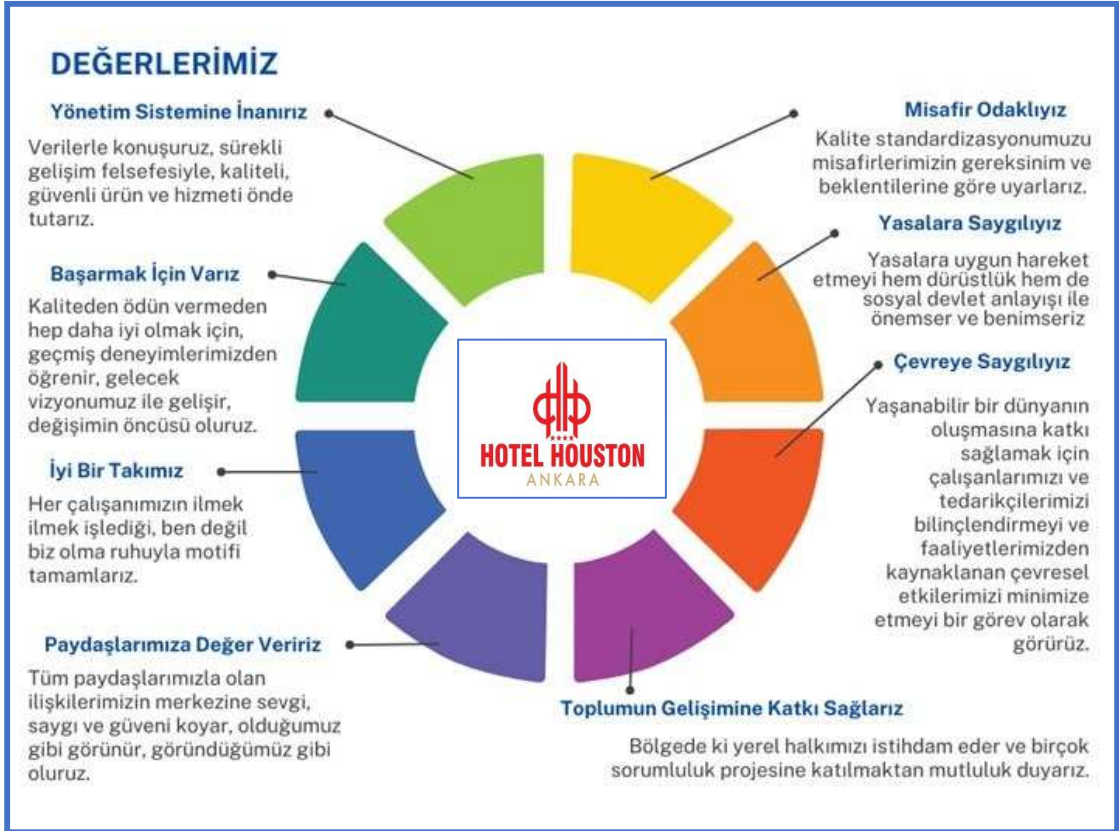 DEĞERLERİMİZ
Yönetim Sistemine İnanırız
Verilerle konuşuruz, sürekli
gelişim felsefesiyle, kaliteli,
güvenli ürün ve hizmeti önde
tutarız.
Başarmak İçin Varız
Kaliteden ödün vermeden
hep daha iyi olmak için,
geçmiş deneyimlerimizden
öğrenir, gelecek
vizyonumuz ile gelişir,
değişimin öncüsü oluruz.
İyi Bir Takımız
Her çalışanımızın ilmek
ilmek işlediği, ben değil
biz olma ruhuyla motifi
tamamlarız.
Paydaşlarımıza Değer Veririz
Tüm paydaşlarımızla olan
ilişkilerimizin merkezine sevgi,
saygı ve güveni koyar, olduğumuz
gibi görünür, göründüğümüz gibi
oluruz.
HOTEL HOUSTON
ANKARA
Misafir Odaklıyız
Kalite standardizasyonumuzu
misafirlerimizin gereksinim ve
beklentilerine göre uyarlarız.
Yasalara Saygılıyız
Yasalara uygun hareket
etmeyi hem dürüstlük hem de
sosyal devlet anlayışı ile
önemser ve benimseriz
Çevreye Saygılıyız
Yaşanabilir bir dünyanın
oluşmasına katkı
sağlamak için
çalışanlarımızı ve
tedarikçilerimizi
bilinçlendirmeyi ve
faaliyetlerimizden
kaynaklanan çevresel
etkilerimizi minimize
etmeyi bir görev olarak
görürüz.
Toplumun Gelişimine Katkı Sağlarız
Bölgede ki yerel halkımızı istihdam eder ve birçok
sorumluluk projesine katılmaktan mutluluk duyarız.